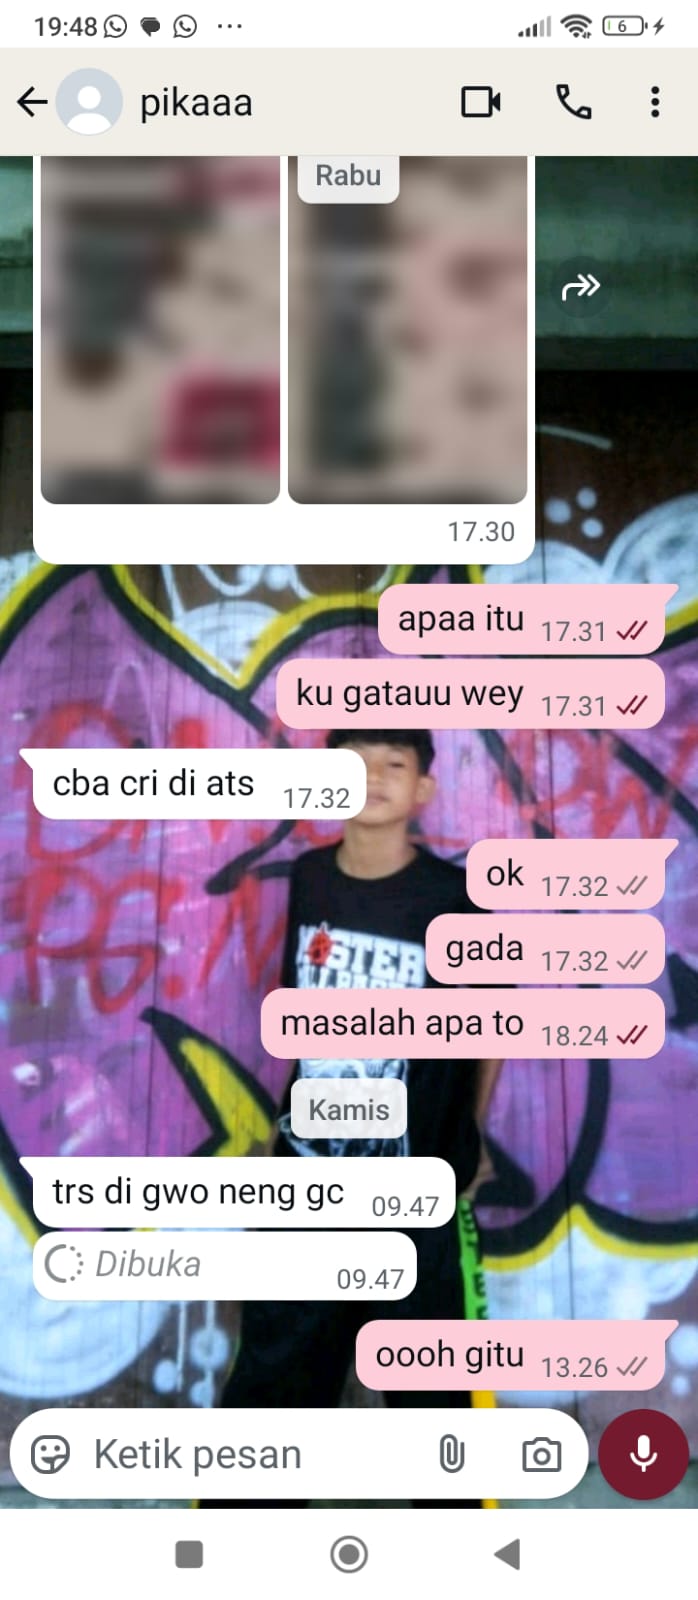 19:48
6
pikaaa
Rabu
17.30
apaa itu 17.31
ku gatauu wey 17.31
cba cri di ats 17.32
ok 17.32
gada 17.32
masalah apa to 18.24
Kamis
trs di gwo neng gc 09.47
Dibuka 09.47
oooh gitu 13.26
Ketik pesan